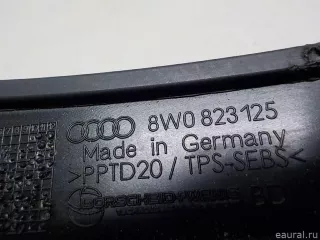 8W0 823 125
Made in Germany
>PPTD20 / TPS-SEBS<
eaural.ru